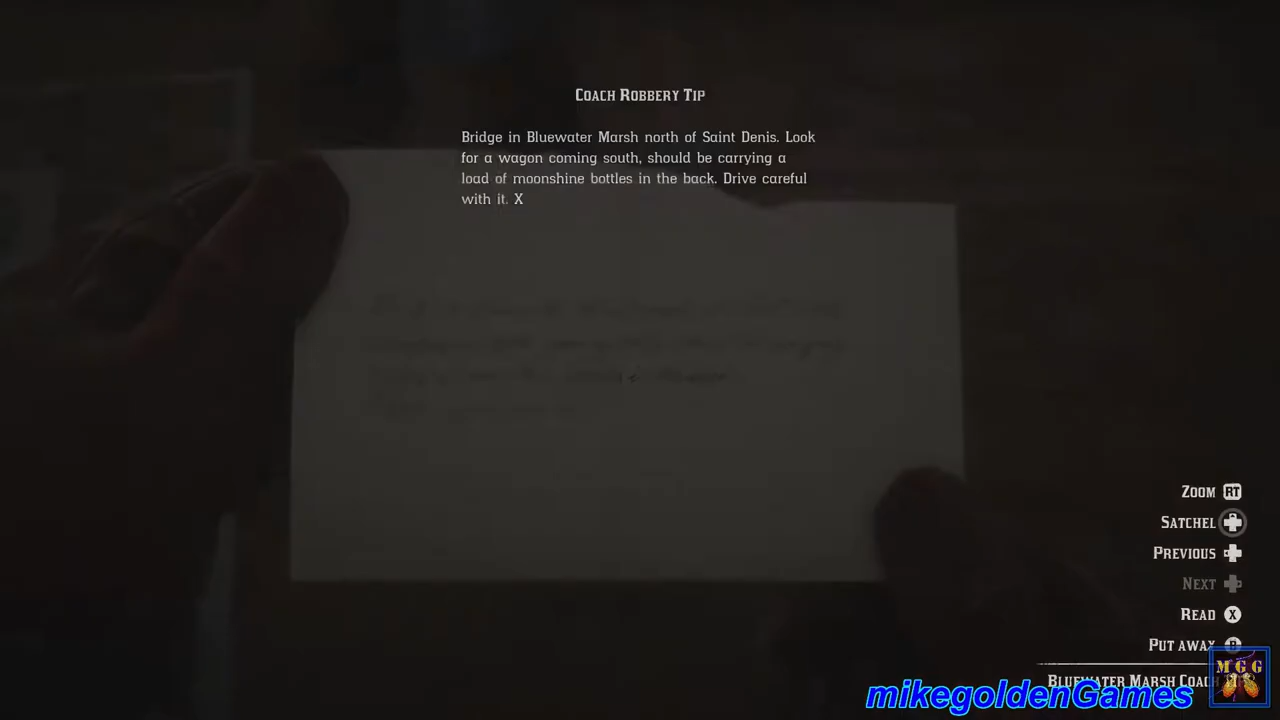 Coach Robbery Tip
Bridge in Bluewater Marsh north of Saint Denis. Look
for a wagon coming south, should be carrying a
load of moonshine bottles in the back. Drive careful
with it. X
Zoom RT
Satchel
Previous
Next
Read X
Put away B
Bluewater Marsh Coach
MGG
mikegoldenGames